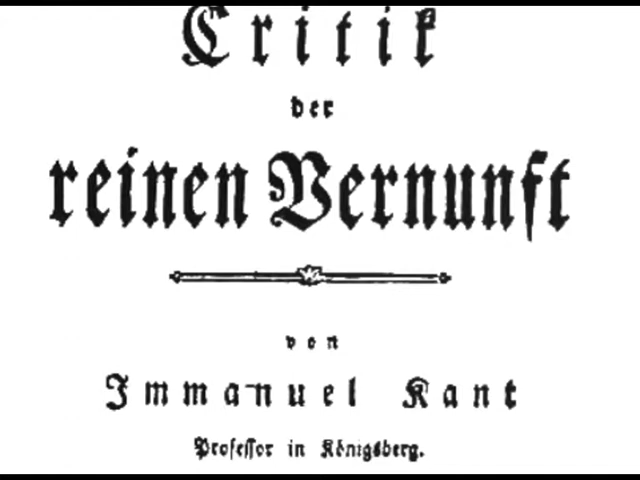 Critik
der
reinen Vernunft
von
Immanuel Kant
Professor in Königsberg.